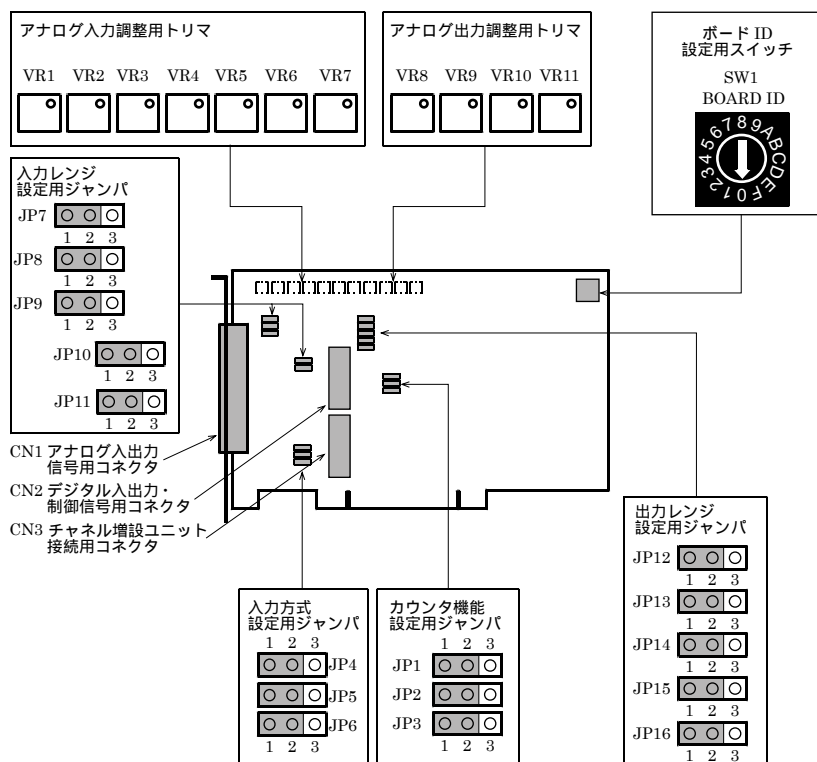 アナログ入力調整用トリマ
VR1 VR2 VR3 VR4 VR5 VR6 VR7
アナログ出力調整用トリマ
VR8 VR9 VR10 VR11
ボード ID
設定用スイッチ
SW1
BOARD ID
0123456789ABCDEF
入力レンジ
設定用ジャンパ
JP7
1 2 3
JP8
1 2 3
JP9
1 2 3
JP10
1 2 3
JP11
1 2 3
CN1 アナログ入出力
信号用コネクタ
CN2 デジタル入出力・
制御信号用コネクタ
CN3 チャネル増設ユニット
接続用コネクタ
入力方式
設定用ジャンパ
1 2 3
JP4
JP5
JP6
1 2 3
カウンタ機能
設定用ジャンパ
1 2 3
JP1
JP2
JP3
1 2 3
出力レンジ
設定用ジャンパ
JP12
1 2 3
JP13
1 2 3
JP14
1 2 3
JP15
1 2 3
JP16
1 2 3